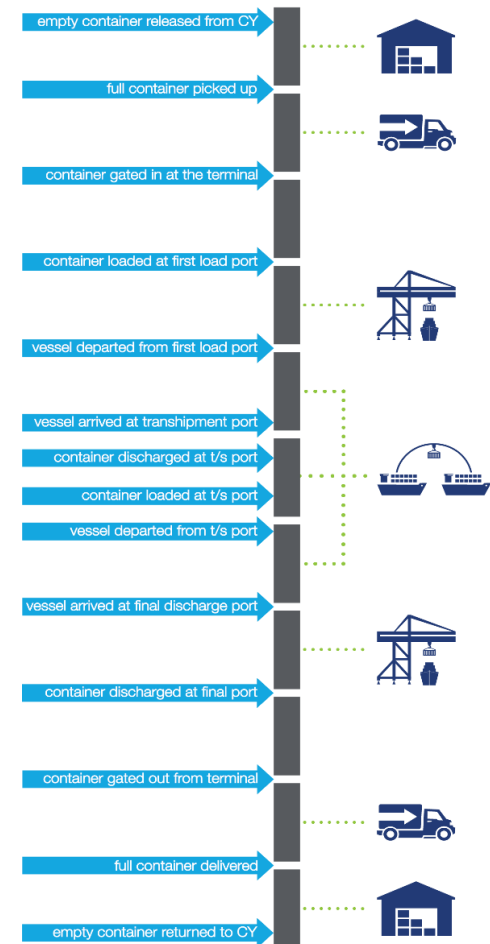 empty container released from CY
full container picked up
container gated in at the terminal
container loaded at first load port
vessel departed from first load port
vessel arrived at transhipment port
container discharged at t/s port
container loaded at t/s port
vessel departed from t/s port
vessel arrived at final discharge port
container discharged at final port
container gated out from terminal
full container delivered
empty container returned to CY